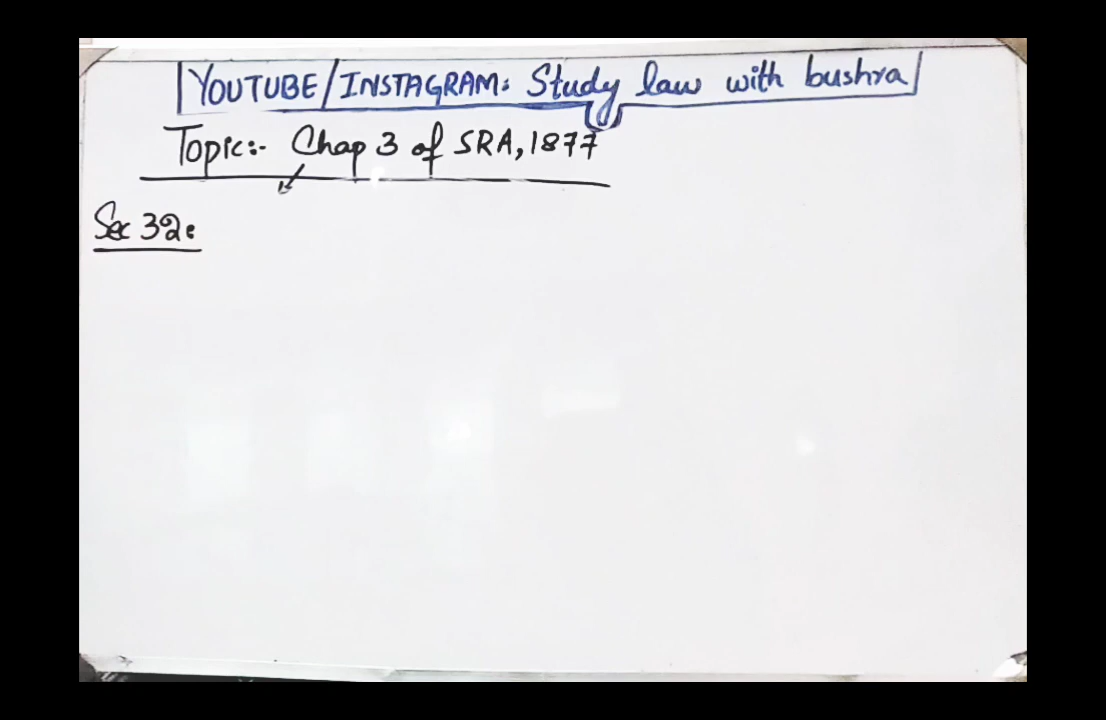 YOUTUBE/INSTAGRAM: Study law with bushra
Topic:- Chap 3 of SRA, 1877
Sec 32: